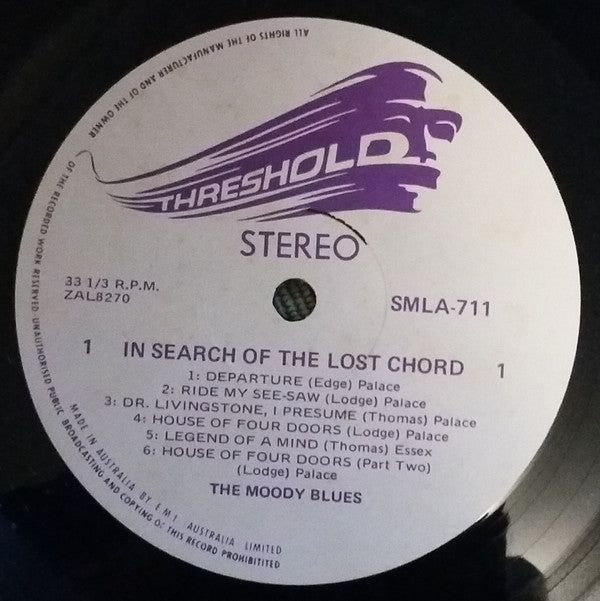 THRESHOLD
STEREO
33 1/3 R.P.M.
ZAL8270
SMLA-711
1 IN SEARCH OF THE LOST CHORD 1
1: DEPARTURE (Edge) Palace
2: RIDE MY SEE-SAW (Lodge) Palace
3: DR. LIVINGSTONE, I PRESUME (Thomas) Palace
4: HOUSE OF FOUR DOORS (Lodge) Palace
5: LEGEND OF A MIND (Thomas) Essex
6: HOUSE OF FOUR DOORS (Part Two)
(Lodge) Palace
THE MOODY BLUES
MADE IN AUSTRALIA BY E.M.I. AUSTRALIA LIMITED
ALL RIGHTS OF THE MANUFACTURER AND OF THE OWNER OF THE RECORDED WORK RESERVED·UNAUTHORISED PUBLIC BROADCASTING AND COPYING OF THIS RECORD PROHIBITITED